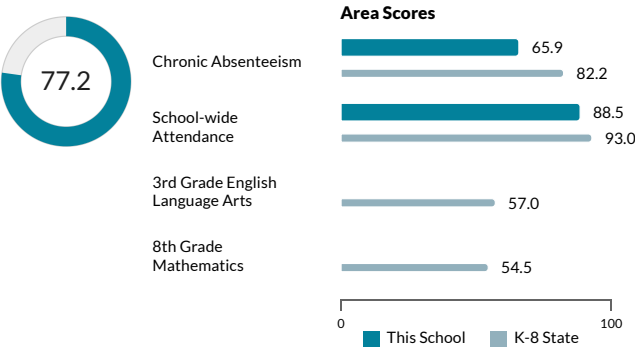 Area Scores
77.2
Chronic Absenteeism
65.9
82.2
School-wide
Attendance
88.5
93.0
3rd Grade English
Language Arts
57.0
8th Grade
Mathematics
54.5
0
100
This School
K-8 State